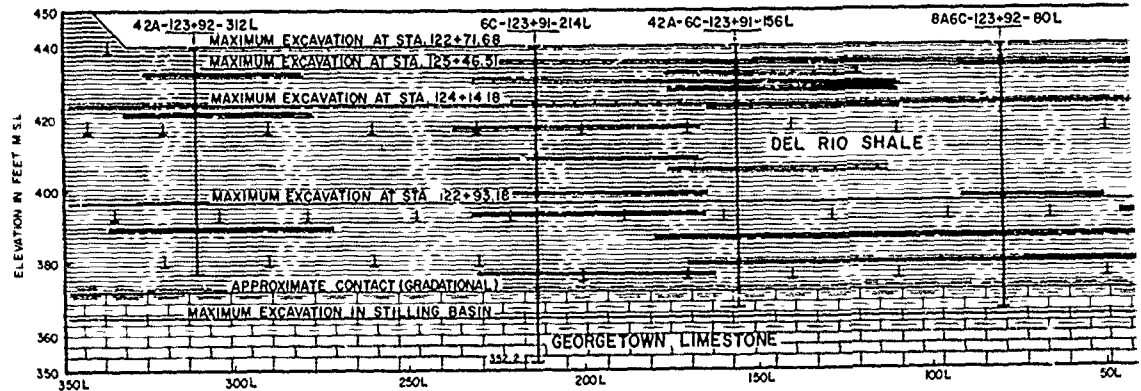 42A-123+92-312L 6C-123+91-214L 42A-6C-123+91-156L 8A6C-123+92-80L
450
440
420
400
380
360
350
ELEVATION IN FEET M.S.L.
MAXIMUM EXCAVATION AT STA. 122+71.68
MAXIMUM EXCAVATION AT STA. 125+46.51
MAXIMUM EXCAVATION AT STA. 124+14.18
DEL RIO SHALE
MAXIMUM EXCAVATION AT STA. 122+93.18
APPROXIMATE CONTACT (GRADATIONAL)
MAXIMUM EXCAVATION IN STILLING BASIN
GEORGETOWN LIMESTONE
352.2
350L 300L 250L 200L 150L 100L 50L